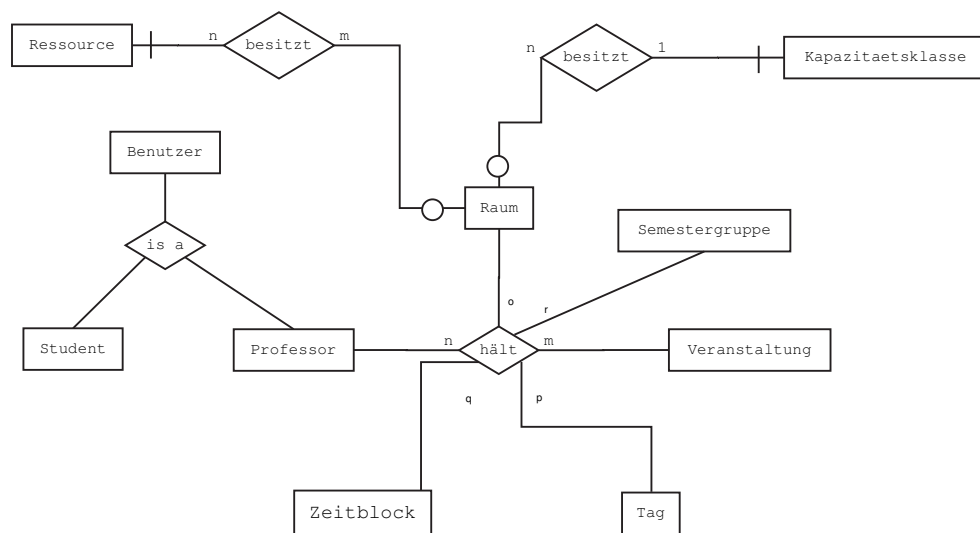 Ressource
n
besitzt
m
n
besitzt
1
Kapazitaetsklasse
Benutzer
is a
Raum
Semestergruppe
o
r
Student
Professor
n
hält
m
Veranstaltung
q
p
Zeitblock
Tag